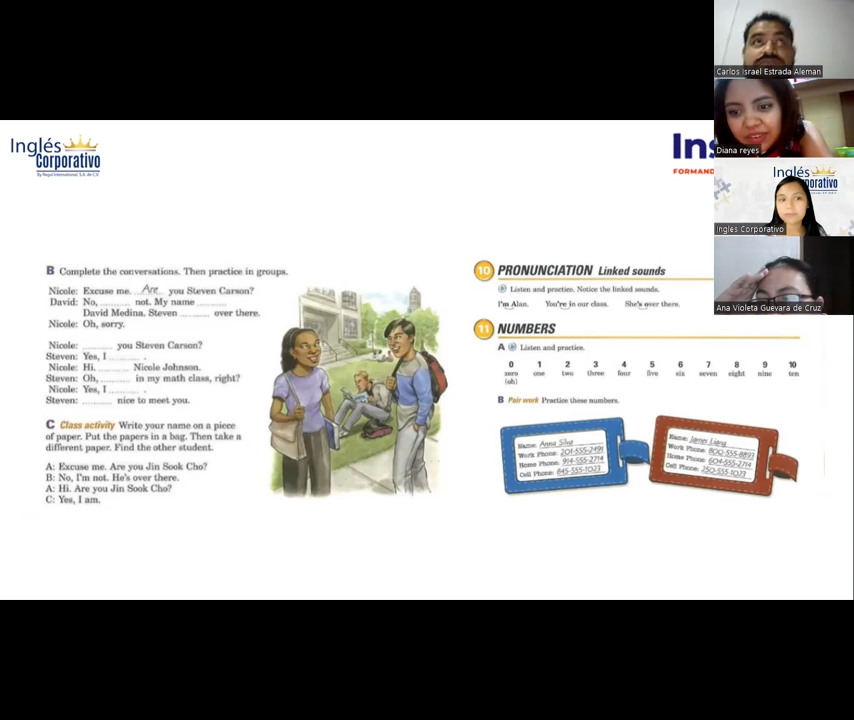 Inglés
Corporativo
By Regal International, S.A. de C.V.
Ins
FORMAND
B Complete the conversations. Then practice in groups.
Nicole: Excuse me. Are you Steven Carson?
David: No, ............ not. My name ............
David Medina. Steven ............ over there.
Nicole: Oh, sorry.
Nicole: ............ you Steven Carson?
Steven: Yes, I ............ .
Nicole: Hi. ............ Nicole Johnson.
Steven: Oh, ............ in my math class, right?
Nicole: Yes, I ............ .
Steven: ............ nice to meet you.
C Class activity Write your name on a piece
of paper. Put the papers in a bag. Then take a
different paper. Find the other student.
A: Excuse me. Are you Jin Sook Cho?
B: No, I'm not. He's over there.
A: Hi. Are you Jin Sook Cho?
C: Yes, I am.
10 PRONUNCIATION Linked sounds
Listen and practice. Notice the linked sounds.
I'm Alan. You're in our class. She's over there.
11 NUMBERS
A Listen and practice.
0 1 2 3 4 5 6 7 8 9 10
zero one two three four five six seven eight nine ten
(oh)
B Pair work Practice these numbers.
Name: Anna Silva
Work Phone: 201-555-2491
Home Phone: 914-555-2714
Cell Phone: 845-555-1023
Name: James Liang
Work Phone: 800-555-8893
Home Phone: 604-555-2714
Cell Phone: 250-555-1023
Carlos Israel Estrada Aleman
Diana reyes
Inglés
orporativo
Inglés Corporativo
Ana Violeta Guevara de Cruz